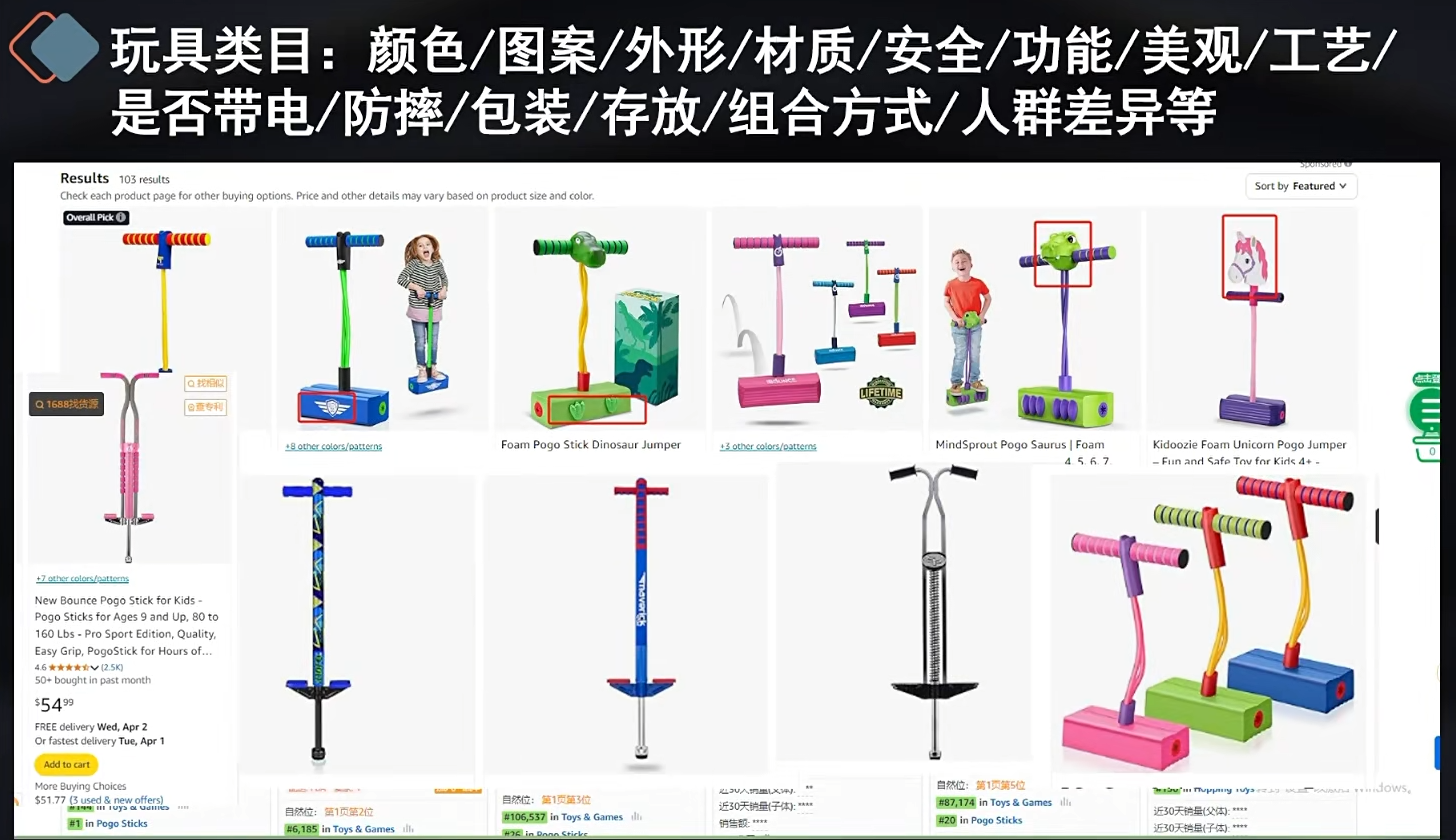 玩具类目：颜色/图案/外形/材质/安全/功能/美观/工艺/
是否带电/防摔/包装/存放/组合方式/人群差异等
Sponsored
Results 103 results
Check each product page for other buying options. Price and other details may vary based on product size and color.
Sort by Featured
Overall Pick
LIFETIME
找相似
1688找货源
查专利
点击登
0
+8 other colors/patterns
Foam Pogo Stick Dinosaur Jumper
+3 other colors/patterns
MindSprout Pogo Saurus | Foam
4, 5, 6, 7,
Kidoozie Foam Unicorn Pogo Jumper
– Fun and Safe Toy for Kids 4+ -
maverick
+7 other colors/patterns
New Bounce Pogo Stick for Kids -
Pogo Sticks for Ages 9 and Up, 80 to
160 Lbs - Pro Sport Edition, Quality,
Easy Grip, PogoStick for Hours of...
4.6 (2.5K)
50+ bought in past month
$54.99
FREE delivery Wed, Apr 2
Or fastest delivery Tue, Apr 1
Add to cart
More Buying Choices
$51.77 (3 used & new offers)
#144 in Toys & Games
#1 in Pogo Sticks
自然位： 第1页第2位
#6,185 in Toys & Games
自然位： 第1页第3位
#106,537 in Toys & Games
#26 in Pogo Sticks
近30天销量(父体): **
近30天销量(子体): ****
销售额: ****
自然位： 第1页第5位
#87,174 in Toys & Games
#20 in Pogo Sticks
in Hopping Toys
Windows。
近30天销量(父体): ****
近30天销量(子体): ****